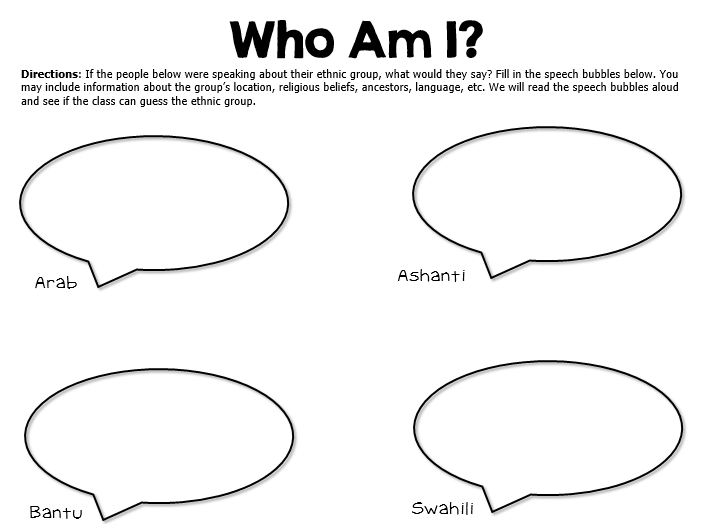 Who Am I?
Directions: If the people below were speaking about their ethnic group, what would they say? Fill in the speech bubbles below. You
may include information about the group's location, religious beliefs, ancestors, language, etc. We will read the speech bubbles aloud
and see if the class can guess the ethnic group.
Arab
Ashanti
Bantu
Swahili